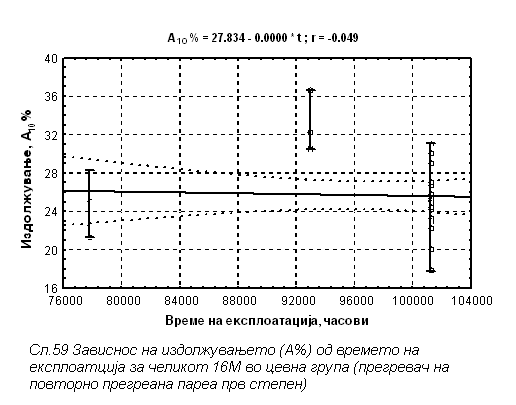 A10 % = 27.834 - 0.0000 * t ; r = -0.049
40
36
32
28
24
20
16
Издолжување, A10 %
76000 80000 84000 88000 92000 96000 100000 104000
Време на експлоатација, часови
Сл.59 Зависнос на издолжувањето (А%) од времето на
експлоатција за челикот 16М во цевна група (прегревач на
повторно прегреана пареа прв степен)